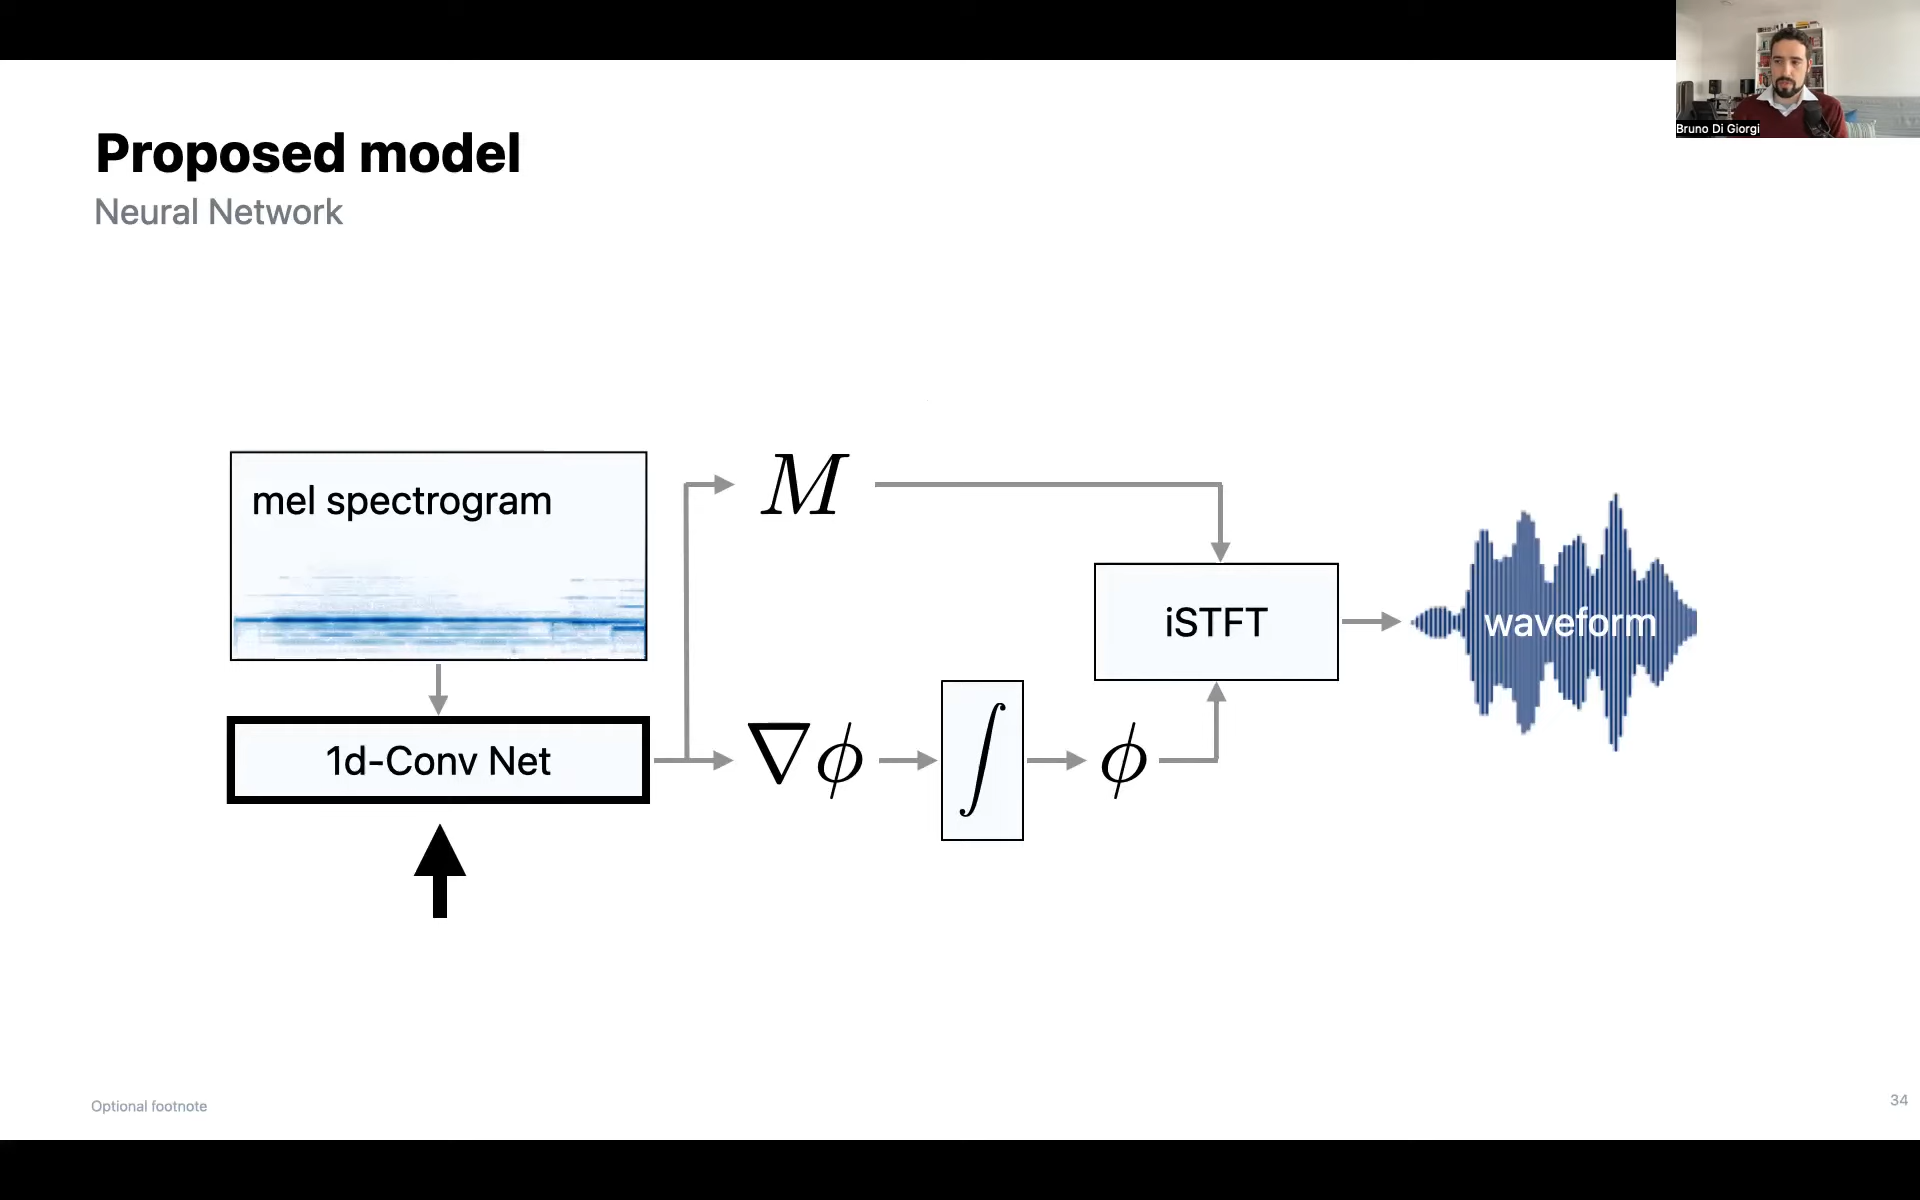 Bruno Di Giorgi
Proposed model
Neural Network
mel spectrogram
M
iSTFT
waveform
1d-Conv Net
∇ϕ
∫
ϕ
Optional footnote
34